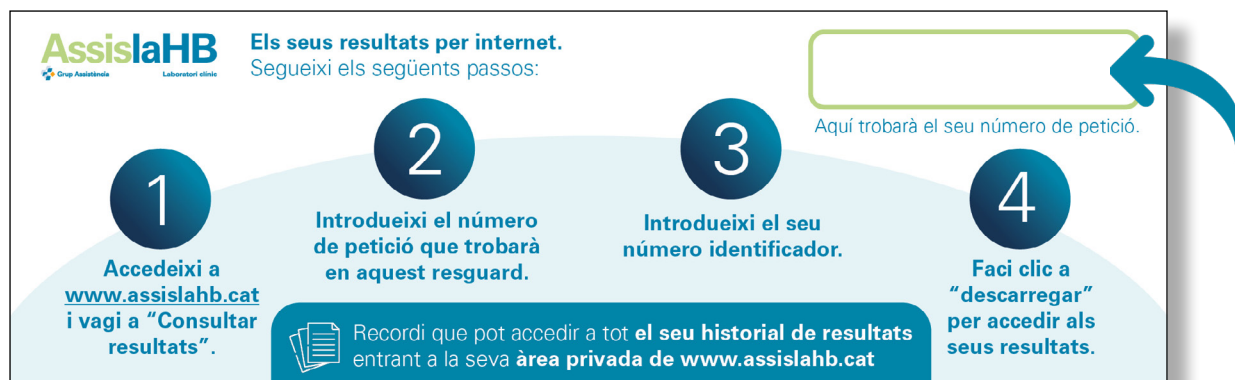 AssislaHB
Grup Assistència
Laboratori clínic
Els seus resultats per internet.
Segueixi els següents passos:
Aquí trobarà el seu número de petició.
1
Accedeixi a
www.assislahb.cat
i vagi a “Consultar
resultats”.
2
Introdueixi el número
de petició que trobarà
en aquest resguard.
3
Introdueixi el seu
número identificador.
4
Faci clic a
“descarregar”
per accedir als
seus resultats.
Recordi que pot accedir a tot el seu historial de resultats
entrant a la seva àrea privada de www.assislahb.cat